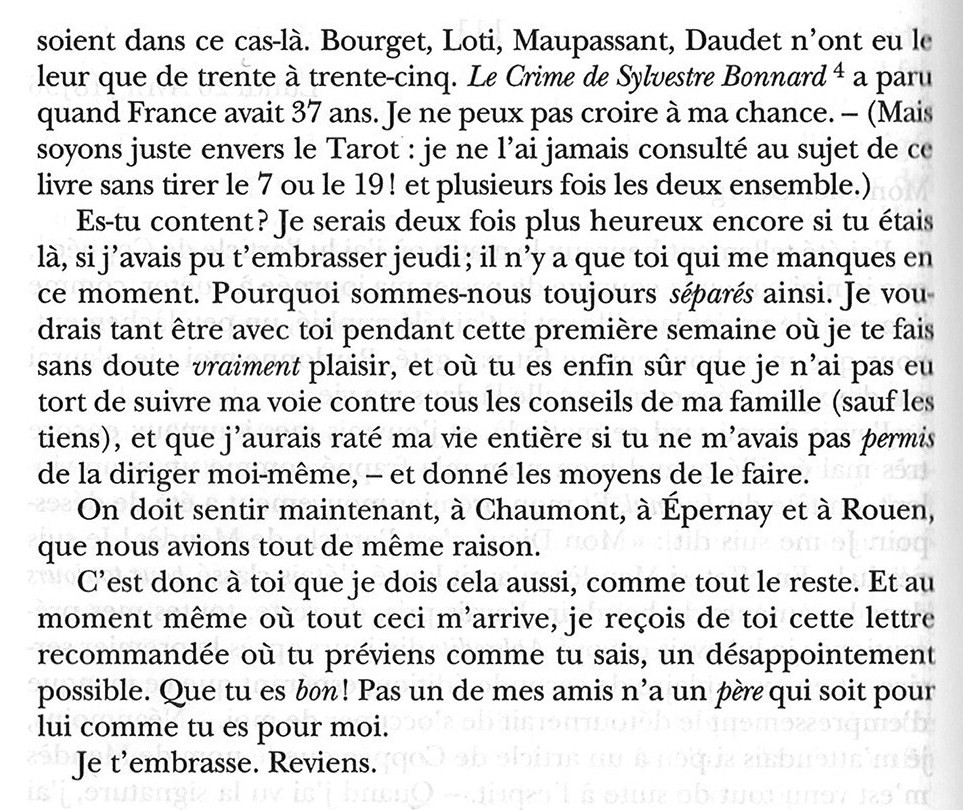 soient dans ce cas-là. Bourget, Loti, Maupassant, Daudet n'ont eu le
leur que de trente à trente-cinq. Le Crime de Sylvestre Bonnard 4 a paru
quand France avait 37 ans. Je ne peux pas croire à ma chance. – (Mais
soyons juste envers le Tarot : je ne l'ai jamais consulté au sujet de ce
livre sans tirer le 7 ou le 19 ! et plusieurs fois les deux ensemble.)
Es-tu content ? Je serais deux fois plus heureux encore si tu étais
là, si j'avais pu t'embrasser jeudi ; il n'y a que toi qui me manques en
ce moment. Pourquoi sommes-nous toujours séparés ainsi. Je vou-
drais tant être avec toi pendant cette première semaine où je te fais
sans doute vraiment plaisir, et où tu es enfin sûr que je n'ai pas eu
tort de suivre ma voie contre tous les conseils de ma famille (sauf les
tiens), et que j'aurais raté ma vie entière si tu ne m'avais pas permis
de la diriger moi-même, – et donné les moyens de le faire.
On doit sentir maintenant, à Chaumont, à Épernay et à Rouen,
que nous avions tout de même raison.
C'est donc à toi que je dois cela aussi, comme tout le reste. Et au
moment même où tout ceci m'arrive, je reçois de toi cette lettre
recommandée où tu préviens comme tu sais, un désappointement
possible. Que tu es bon ! Pas un de mes amis n'a un père qui soit pour
lui comme tu es pour moi.
Je t'embrasse. Reviens.